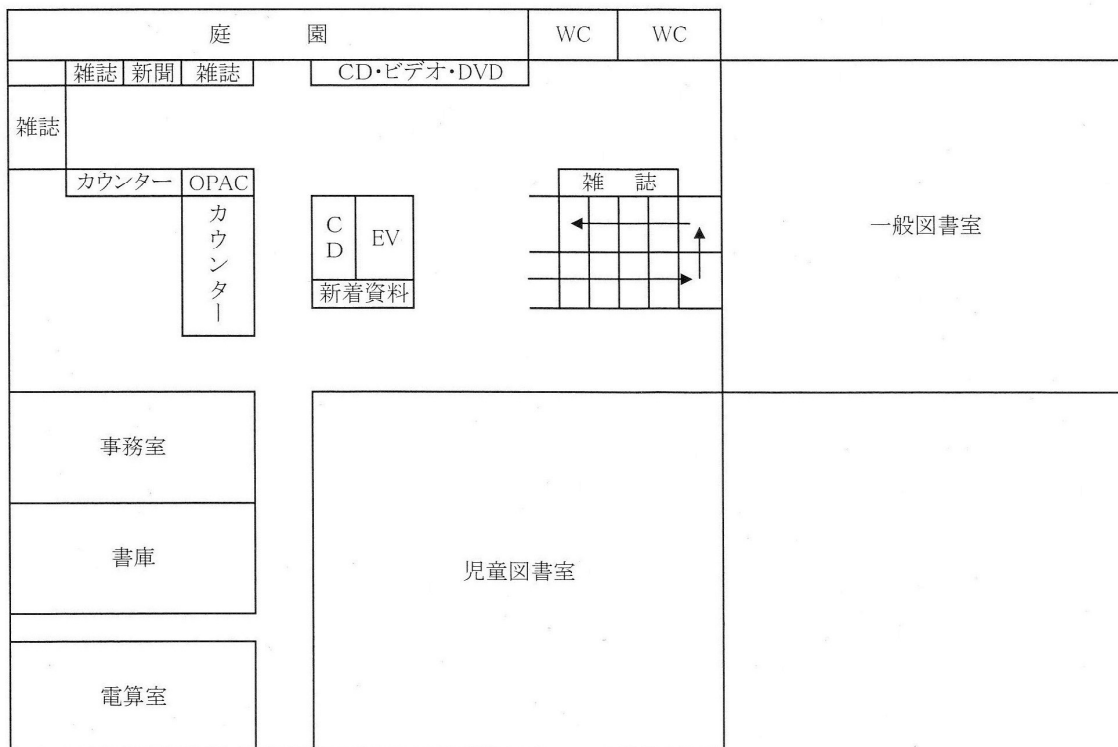 庭　園
WC
WC
雑誌
新聞
雑誌
CD・ビデオ・DVD
雑誌
カウンター
OPAC
雑　誌
カウンター
CD
EV
一般図書室
新着資料
事務室
書庫
児童図書室
電算室